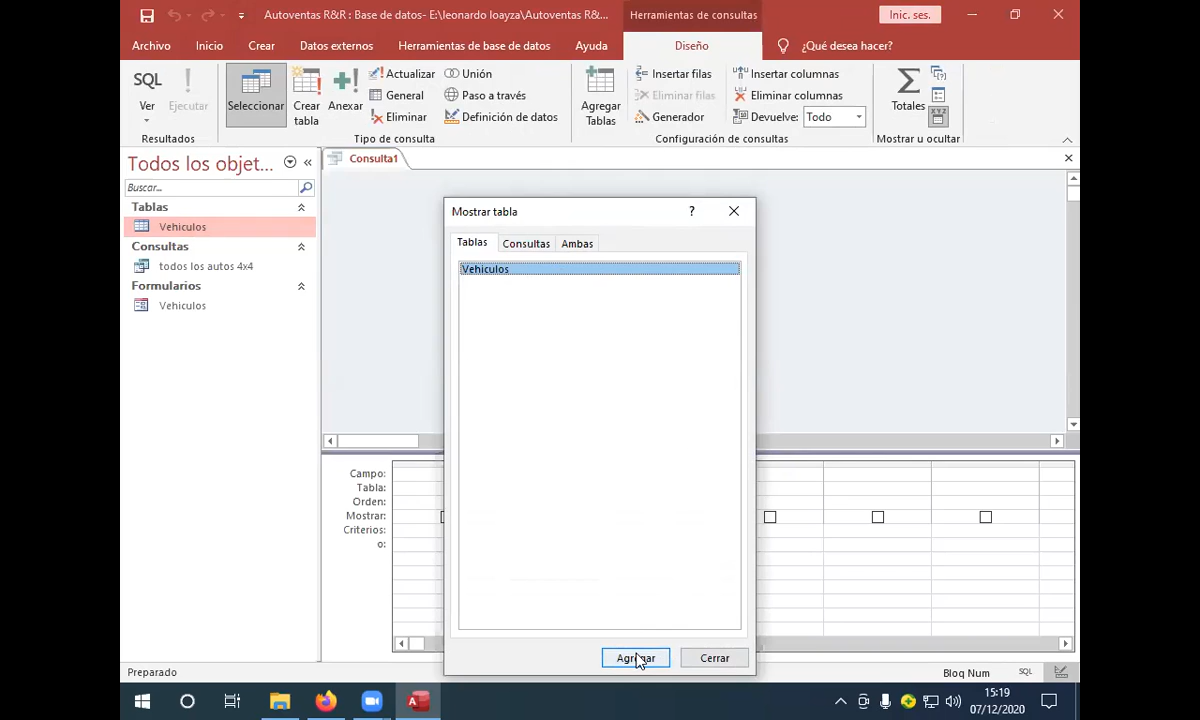 Autoventas R&R : Base de datos- E:\leonardo loayza\Autoventas R&...
Herramientas de consultas
Inic. ses.
Archivo
Inicio
Crear
Datos externos
Herramientas de base de datos
Ayuda
Diseño
¿Qué desea hacer?
SQL
Ver
Ejecutar
Resultados
Seleccionar
Crear tabla
Anexar
Actualizar
General
Eliminar
Unión
Paso a través
Definición de datos
Tipo de consulta
Agregar Tablas
Insertar filas
Eliminar filas
Generador
Insertar columnas
Eliminar columnas
Devuelve: Todo
Configuración de consultas
Totales
XYZ
Mostrar u ocultar
Todos los objet...
Buscar...
Tablas
Vehiculos
Consultas
todos los autos 4x4
Formularios
Vehiculos
Consulta1
Mostrar tabla
?
Tablas
Consultas
Ambas
Vehiculos
Agregar
Cerrar
Campo:
Tabla:
Orden:
Mostrar:
Criterios:
o:
Preparado
Bloq Num
SQL
15:19
07/12/2020